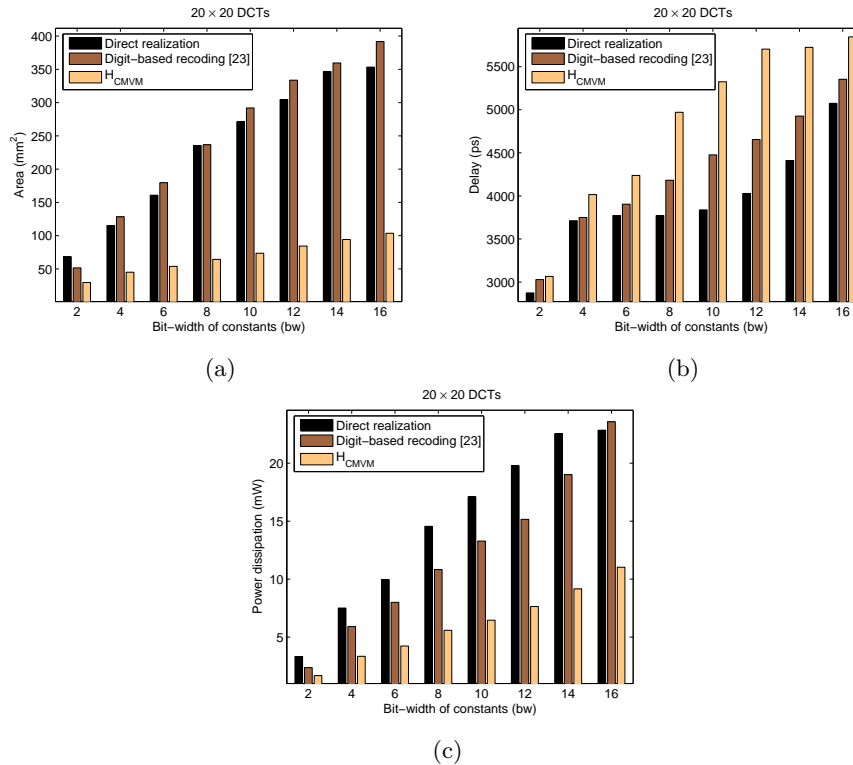 20 × 20 DCTs
Direct realization
Digit−based recoding [23]
H_CMVM
Area (mm²)
400
350
300
250
200
150
100
50
2 4 6 8 10 12 14 16
Bit−width of constants (bw)
(a)
20 × 20 DCTs
Direct realization
Digit−based recoding [23]
H_CMVM
Delay (ps)
5500
5000
4500
4000
3500
3000
2 4 6 8 10 12 14 16
Bit−width of constants (bw)
(b)
20 × 20 DCTs
Direct realization
Digit−based recoding [23]
H_CMVM
Power dissipation (mW)
20
15
10
5
2 4 6 8 10 12 14 16
Bit−width of constants (bw)
(c)